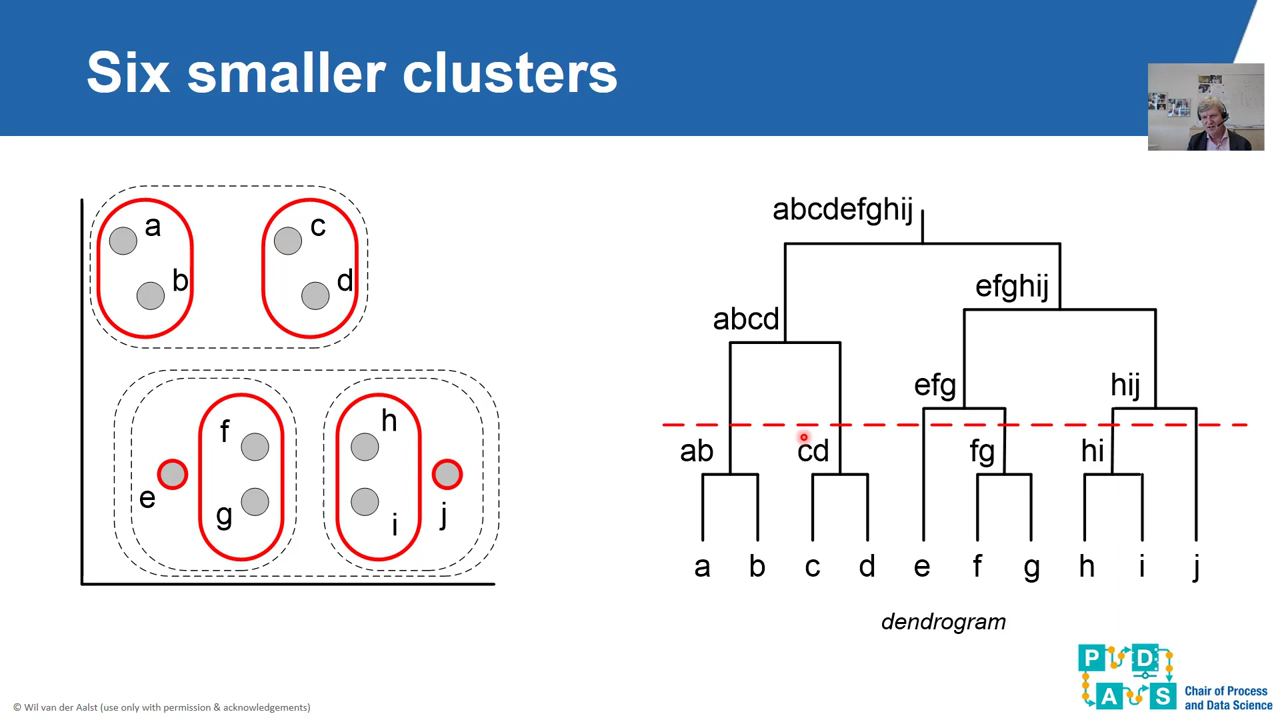 Six smaller clusters
a
c
b
d
f
h
e
g
i
j
abcdefghij
efghij
abcd
efg
hij
ab
cd
fg
hi
a b c d e f g h i j
dendrogram
P D
A S
Chair of Process
and Data Science
© Wil van der Aalst (use only with permission & acknowledgements)